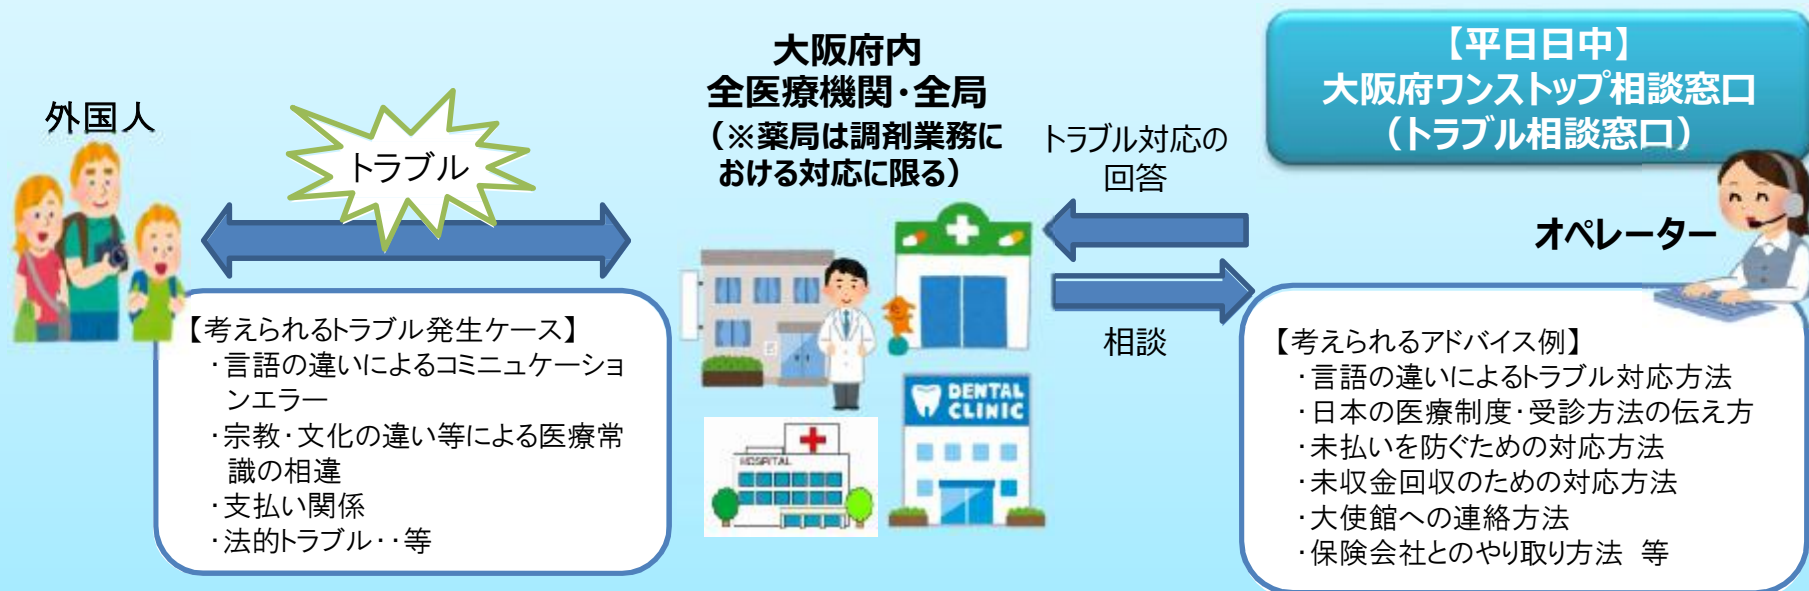 外国人
トラブル
【考えられるトラブル発生ケース】
・言語の違いによるコミニュケーショ
ンエラー
・宗教・文化の違い等による医療常
識の相違
・支払い関係
・法的トラブル・・等
大阪府内
全医療機関・全局
（※薬局は調剤業務に
おける対応に限る）
HOSPITAL
DENTAL
CLINIC
トラブル対応の
回答
相談
【平日日中】
大阪府ワンストップ相談窓口
（トラブル相談窓口）
オペレーター
【考えられるアドバイス例】
・言語の違いによるトラブル対応方法
・日本の医療制度・受診方法の伝え方
・未払いを防ぐための対応方法
・未収金回収のための対応方法
・大使館への連絡方法
・保険会社とのやり取り方法 等